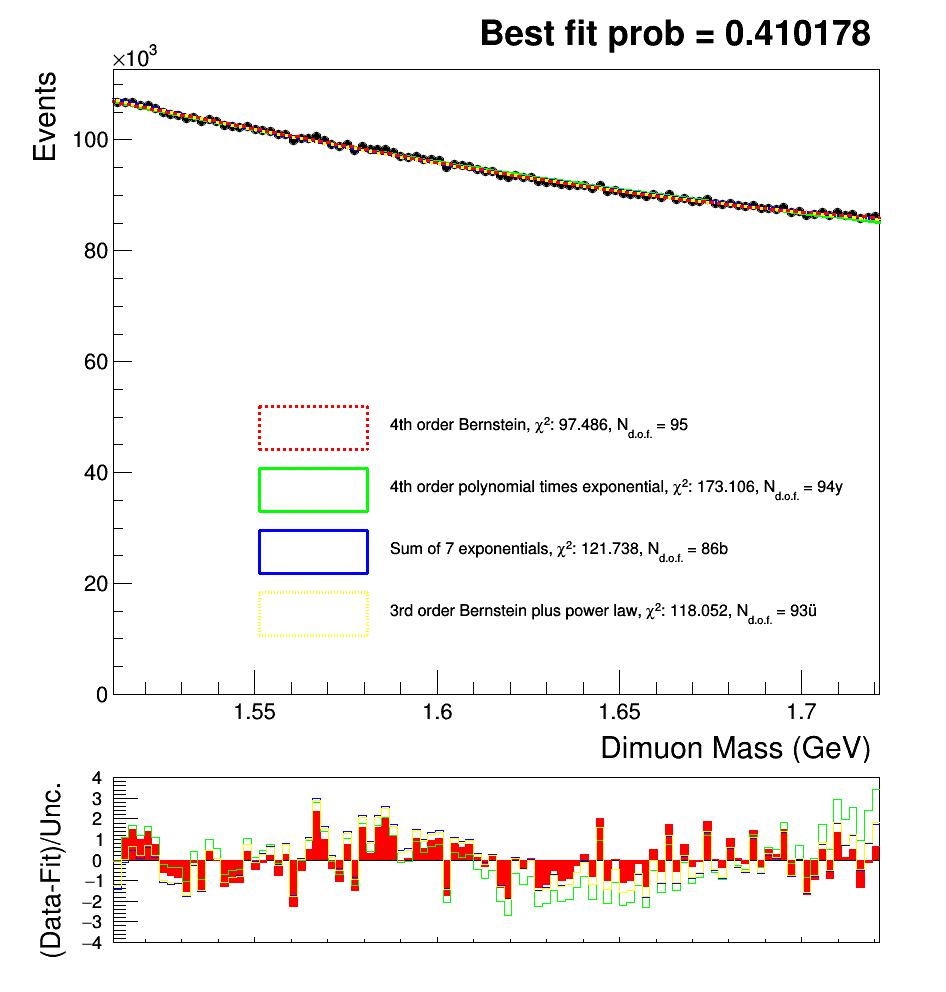 Best fit prob = 0.410178
×10³
Events
100
80
60
40
20
0
4th order Bernstein, χ²: 97.486, N_d.o.f. = 95
4th order polynomial times exponential, χ²: 173.106, N_d.o.f. = 94y
Sum of 7 exponentials, χ²: 121.738, N_d.o.f. = 86b
3rd order Bernstein plus power law, χ²: 118.052, N_d.o.f. = 93ü
1.55 1.6 1.65 1.7
Dimuon Mass (GeV)
(Data-Fit)/Unc.
4
3
2
1
0
−1
−2
−3
−4